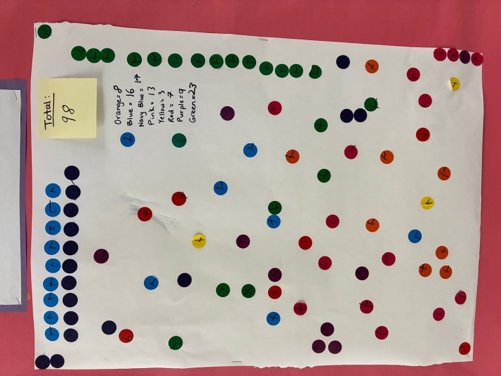 Total:
98
Orange = 8
Blue = 16
Navy Blue = 14
Pink = 13
Yellow = 3
Red = 7
Purple = 9
Green = 23